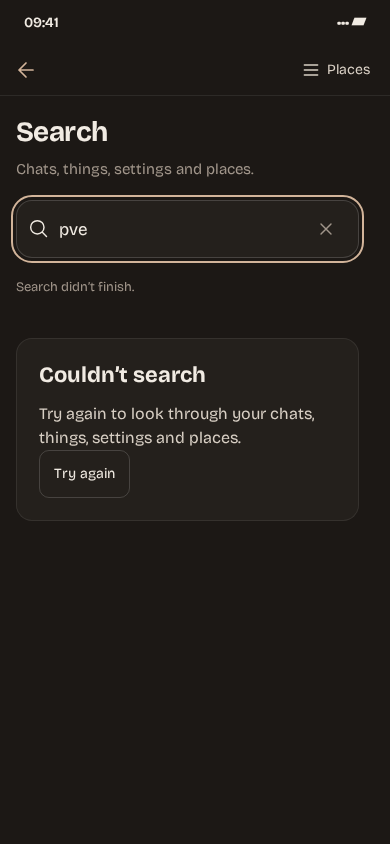 09:41
Places
Search
Chats, things, settings and places.
pve
Search didn’t finish.
Couldn’t search
Try again to look through your chats,
things, settings and places.
Try again